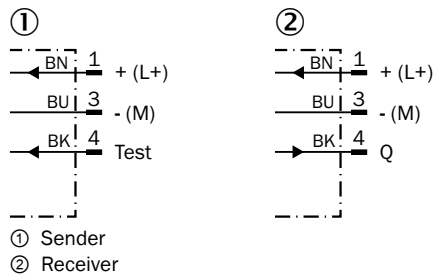 ① ②
BN 1 + (L+) BN 1 + (L+)
BU 3 - (M) BU 3 - (M)
BK 4 Test BK 4 Q
① Sender
② Receiver